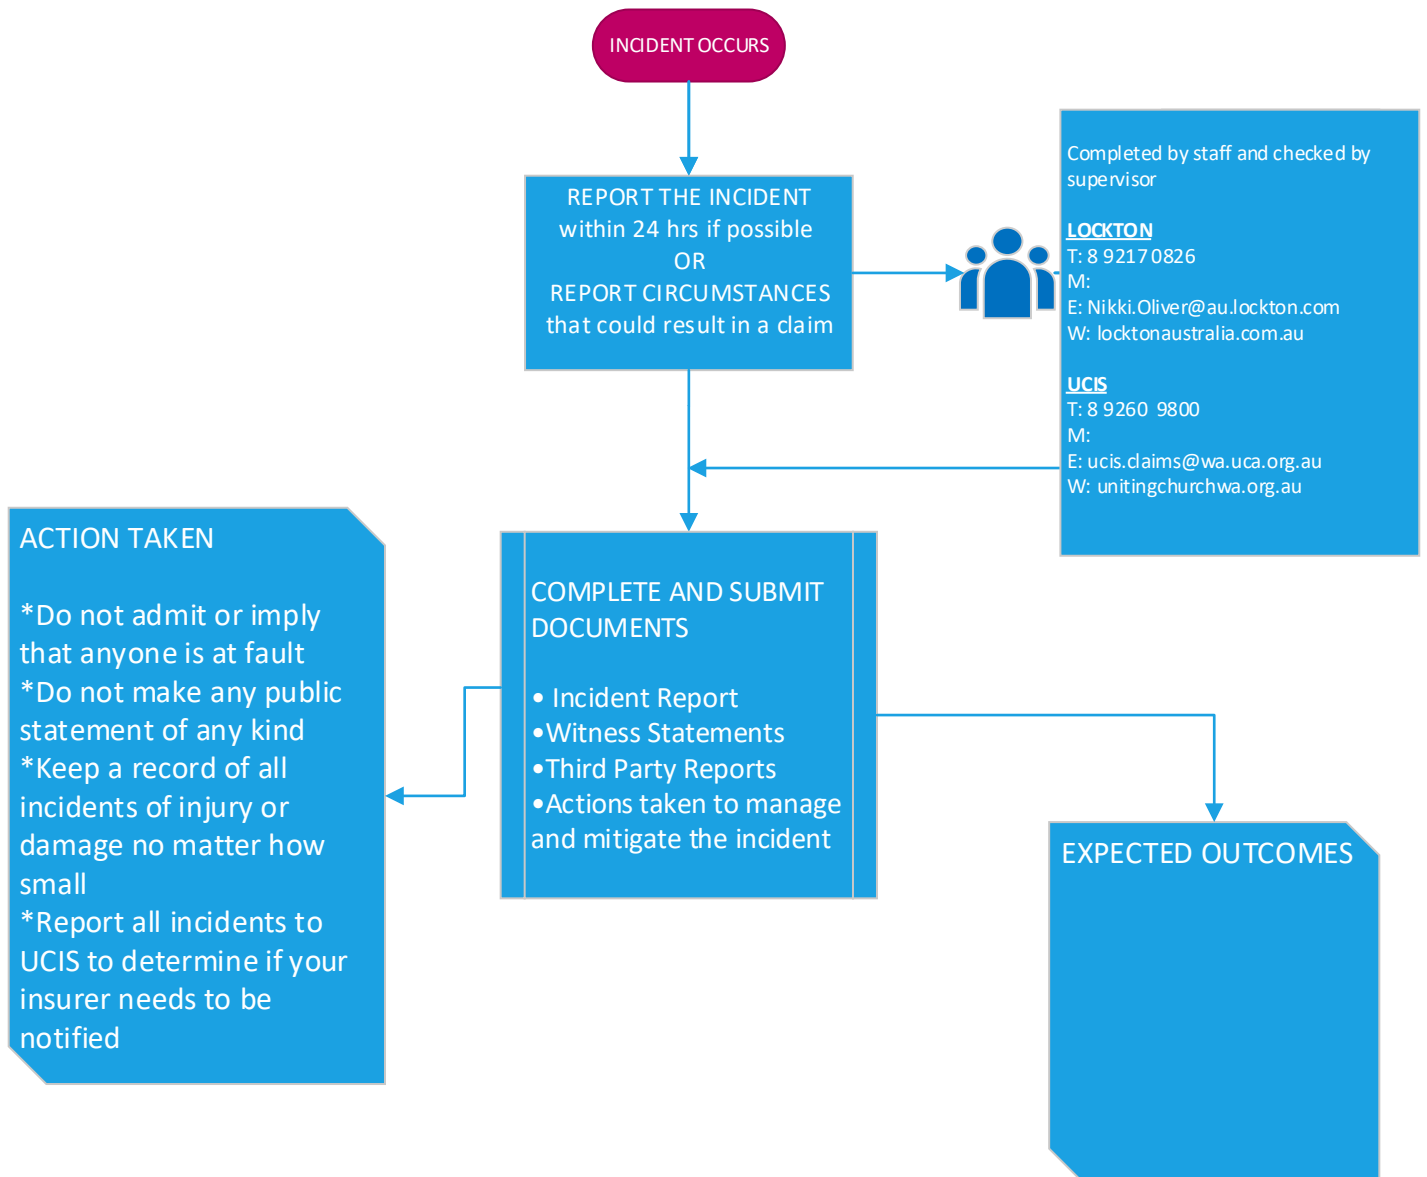 INCIDENT OCCURS
REPORT THE INCIDENT
within 24 hrs if possible
OR
REPORT CIRCUMSTANCES
that could result in a claim
Completed by staff and checked by
supervisor
LOCKTON
T: 8 9217 0826
M:
E: Nikki.Oliver@au.lockton.com
W: locktonaustralia.com.au
UCIS
T: 8 9260 9800
M:
E: ucis.claims@wa.uca.org.au
W: unitingchurchwa.org.au
ACTION TAKEN
*Do not admit or imply
that anyone is at fault
*Do not make any public
statement of any kind
*Keep a record of all
incidents of injury or
damage no matter how
small
*Report all incidents to
UCIS to determine if your
insurer needs to be
notified
COMPLETE AND SUBMIT
DOCUMENTS
• Incident Report
•Witness Statements
•Third Party Reports
•Actions taken to manage
and mitigate the incident
EXPECTED OUTCOMES